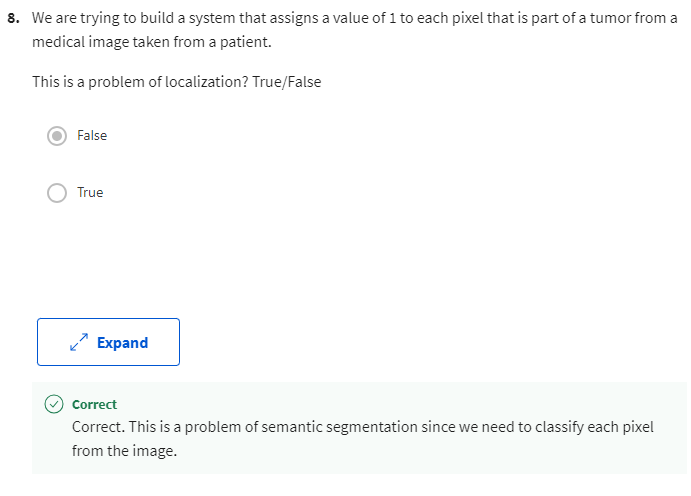 8. We are trying to build a system that assigns a value of 1 to each pixel that is part of a tumor from a
medical image taken from a patient.
This is a problem of localization? True/False
False
True
Expand
Correct
Correct. This is a problem of semantic segmentation since we need to classify each pixel
from the image.